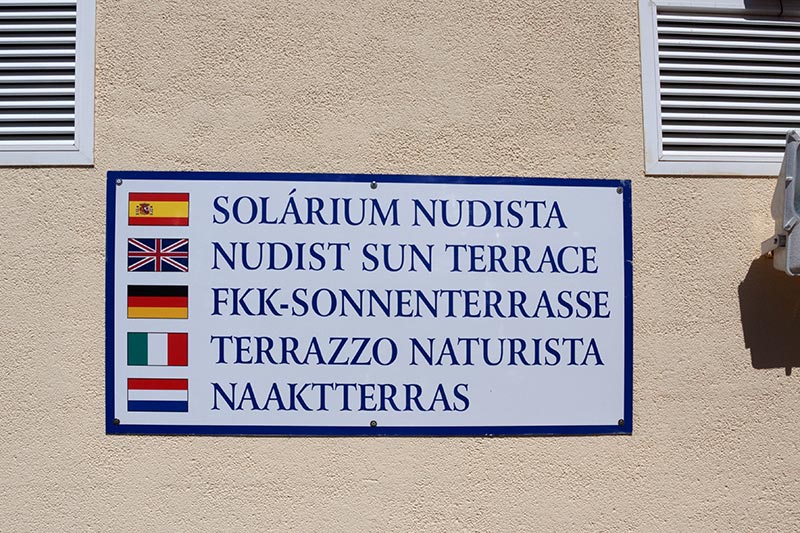 SOLÁRIUM NUDISTA
NUDIST SUN TERRACE
FKK-SONNENTERRASSE
TERRAZZO NATURISTA
NAAKTTERRAS